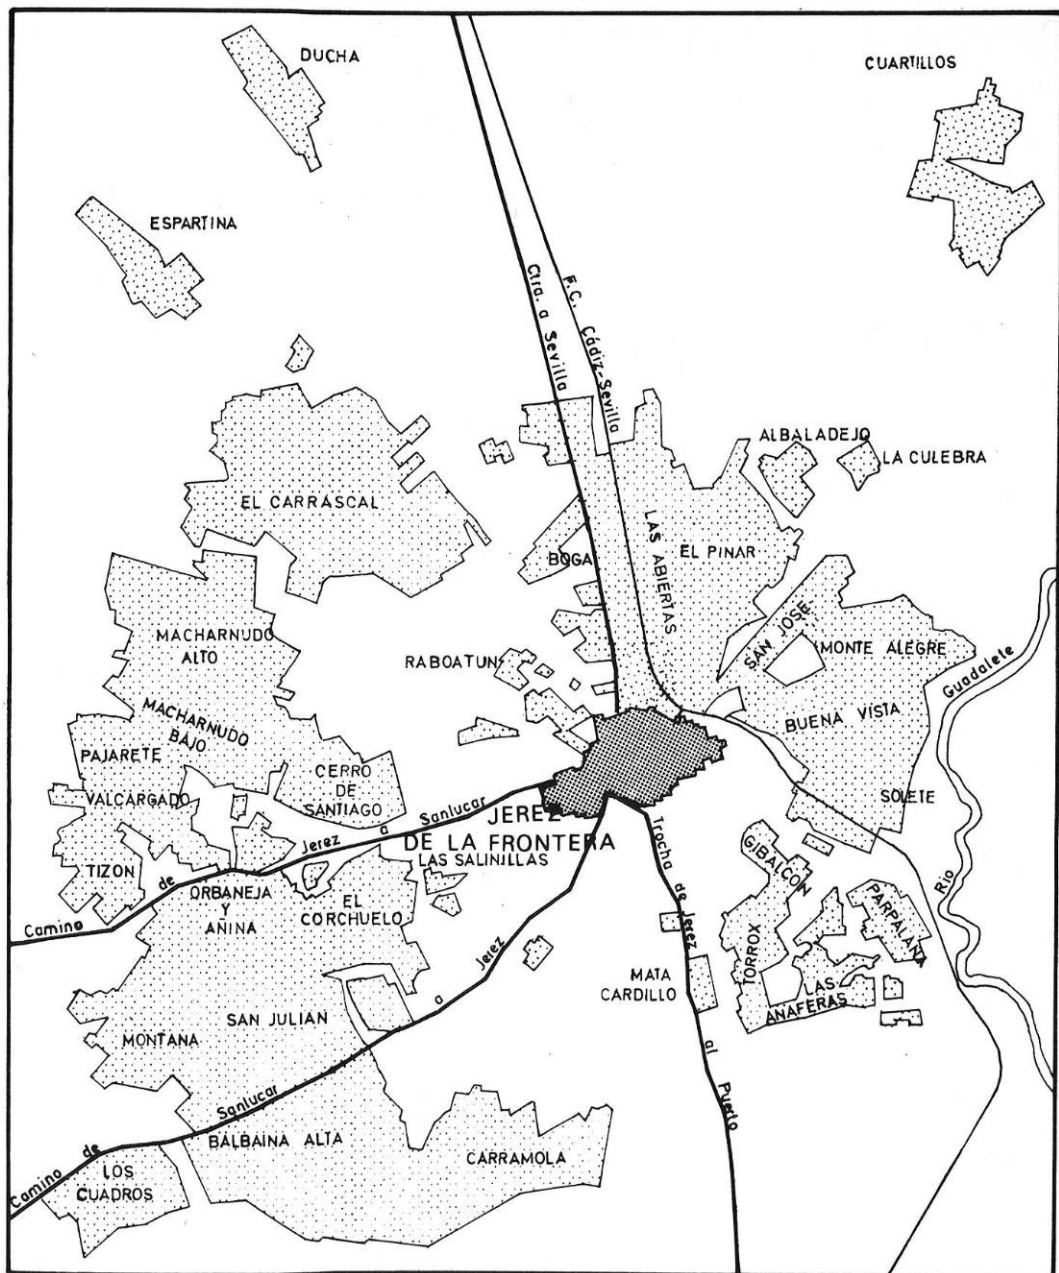 DUCHA
CUARTILLOS
ESPARTINA
Ctra. a Sevilla
F.C. Cádiz-Sevilla
ALBALADEJO
LA CULEBRA
EL CARRASCAL
BOGA
LAS ABIERTAS
EL PINAR
SAN JOSE
MONTE ALEGRE
MACHARNUDO
ALTO
RABOATUN
Guadalete
MACHARNUDO
BAJO
BUENA VISTA
PAJARETE
CERRO
DE
SANTIAGO
VALCARGADO
SOLETE
JEREZ
DE LA FRONTERA
Camino de Jerez a Sanlucar
LAS SALINILLAS
Trocha de Jerez al Puerto
GIBALCON
TIZON
ORBANEJA
Y
AÑINA
EL
CORCHUELO
PARPALANA
Rio
TORROX
MATA
CARDILLO
LAS
ANAFERAS
SAN JULIAN
MONTANA
Camino de Sanlucar a Jerez
BALBAINA ALTA
CARRAMOLA
LOS
CUADROS